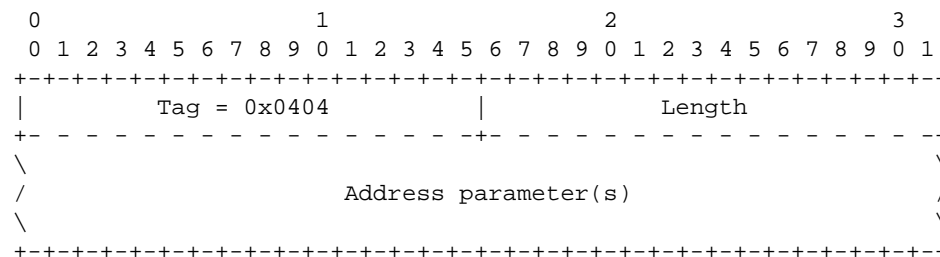 0                   1                   2                   3
 0 1 2 3 4 5 6 7 8 9 0 1 2 3 4 5 6 7 8 9 0 1 2 3 4 5 6 7 8 9 0 1
+-+-+-+-+-+-+-+-+-+-+-+-+-+-+-+-+-+-+-+-+-+-+-+-+-+-+-+-+-+-+-+--
|         Tag = 0x0404          |            Length
+- - - - - - - - - - - - - - - -+- - - - - - - - - - - - - - - --
\                                                               \
/                      Address parameter(s)                     /
\                                                               \
+-+-+-+-+-+-+-+-+-+-+-+-+-+-+-+-+-+-+-+-+-+-+-+-+-+-+-+-+-+-+-+--